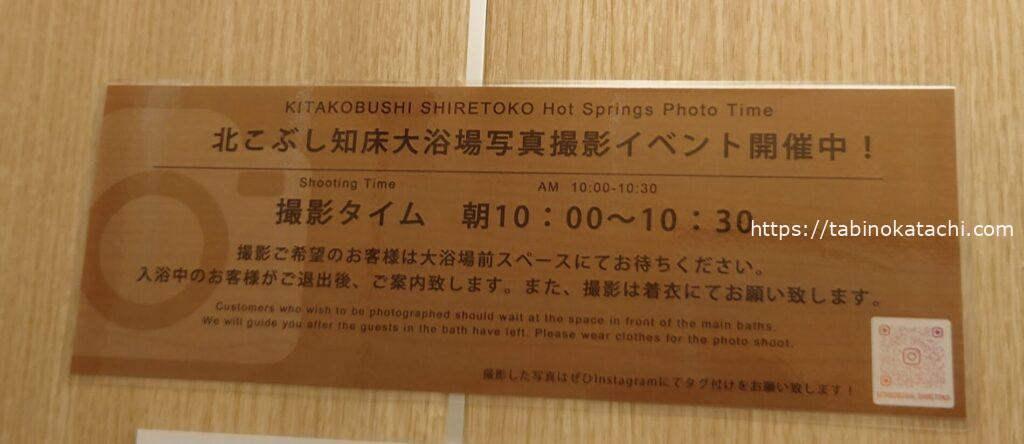 KITAKOBUSHI SHIRETOKO Hot Springs Photo Time
北こぶし知床大浴場写真撮影イベント開催中！
Shooting Time AM 10:00-10:30
撮影タイム 朝10：00〜10：30
https://tabinokatachi.com
撮影ご希望のお客様は大浴場前スペースにてお待ちください。
入浴中のお客様がご退出後、ご案内致します。また、撮影は着衣にてお願い致します。
Customers who wish to be photographed should wait at the space in front of the main baths.
We will guide you after the guests in the bath have left. Please wear clothes for the photo shoot.
撮影した写真はぜひInstagramにてタグ付けをお願い致します！
KITAKOBUSHI_SHIRETOKO